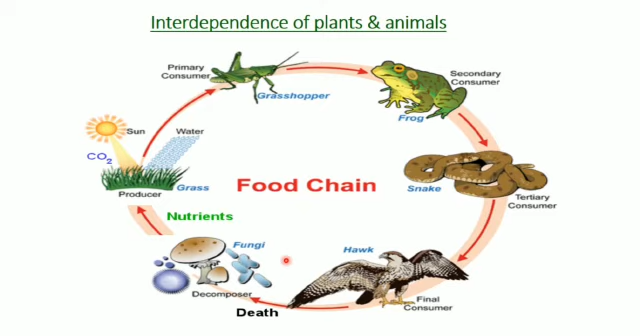 Interdependence of plants & animals
Primary
Consumer
Grasshopper
Secondary
Consumer
Frog
Sun
Water
CO2
Grass
Producer
Food Chain
Snake
Tertiary
Consumer
Nutrients
Fungi
Decomposer
Hawk
Final
Consumer
Death